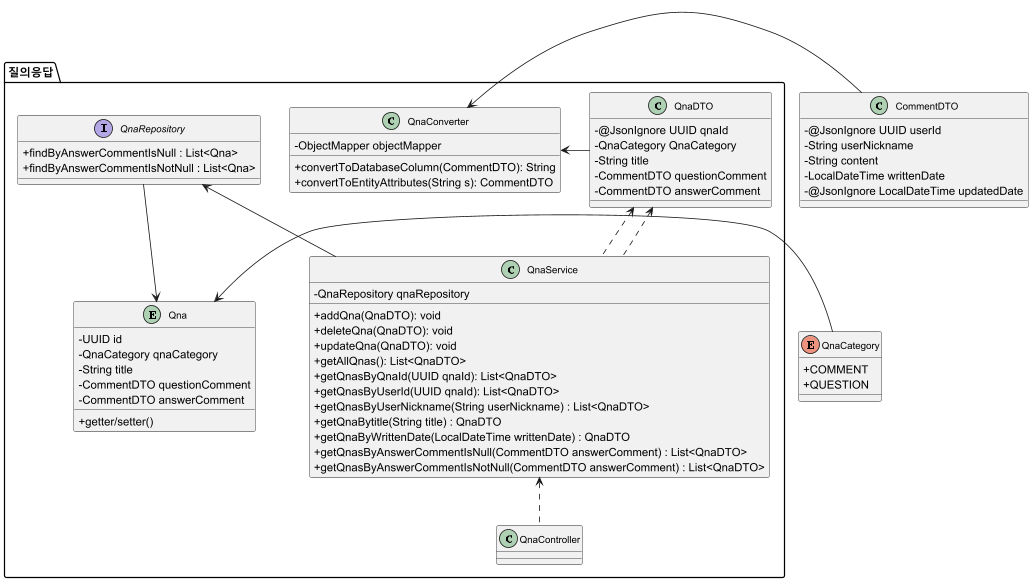 질의응답
I QnaRepository
+findByAnswerCommentIsNull : List<Qna>
+findByAnswerCommentIsNotNull : List<Qna>
C QnaConverter
-ObjectMapper objectMapper
+convertToDatabaseColumn(CommentDTO): String
+convertToEntityAttributes(String s): CommentDTO
C QnaDTO
-@JsonIgnore UUID qnaId
-QnaCategory QnaCategory
-String title
-CommentDTO questionComment
-CommentDTO answerComment
C CommentDTO
-@JsonIgnore UUID userId
-String userNickname
-String content
-LocalDateTime writtenDate
-@JsonIgnore LocalDateTime updatedDate
E Qna
-UUID id
-QnaCategory qnaCategory
-String title
-CommentDTO questionComment
-CommentDTO answerComment
+getter/setter()
C QnaService
-QnaRepository qnaRepository
+addQna(QnaDTO): void
+deleteQna(QnaDTO): void
+updateQna(QnaDTO): void
+getAllQnas(): List<QnaDTO>
+getQnasByQnaId(UUID qnaId): List<QnaDTO>
+getQnasByUserId(UUID qnaId): List<QnaDTO>
+getQnasByUserNickname(String userNickname) : List<QnaDTO>
+getQnaBytitle(String title) : QnaDTO
+getQnaByWrittenDate(LocalDateTime writtenDate) : QnaDTO
+getQnasByAnswerCommentIsNull(CommentDTO answerComment) : List<QnaDTO>
+getQnasByAnswerCommentIsNotNull(CommentDTO answerComment) : List<QnaDTO>
E QnaCategory
+COMMENT
+QUESTION
C QnaController